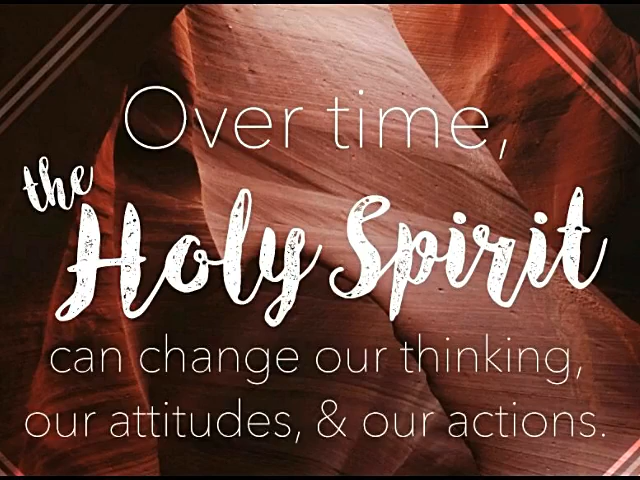 Over time,
the
Holy Spirit
can change our thinking,
our attitudes, & our actions.